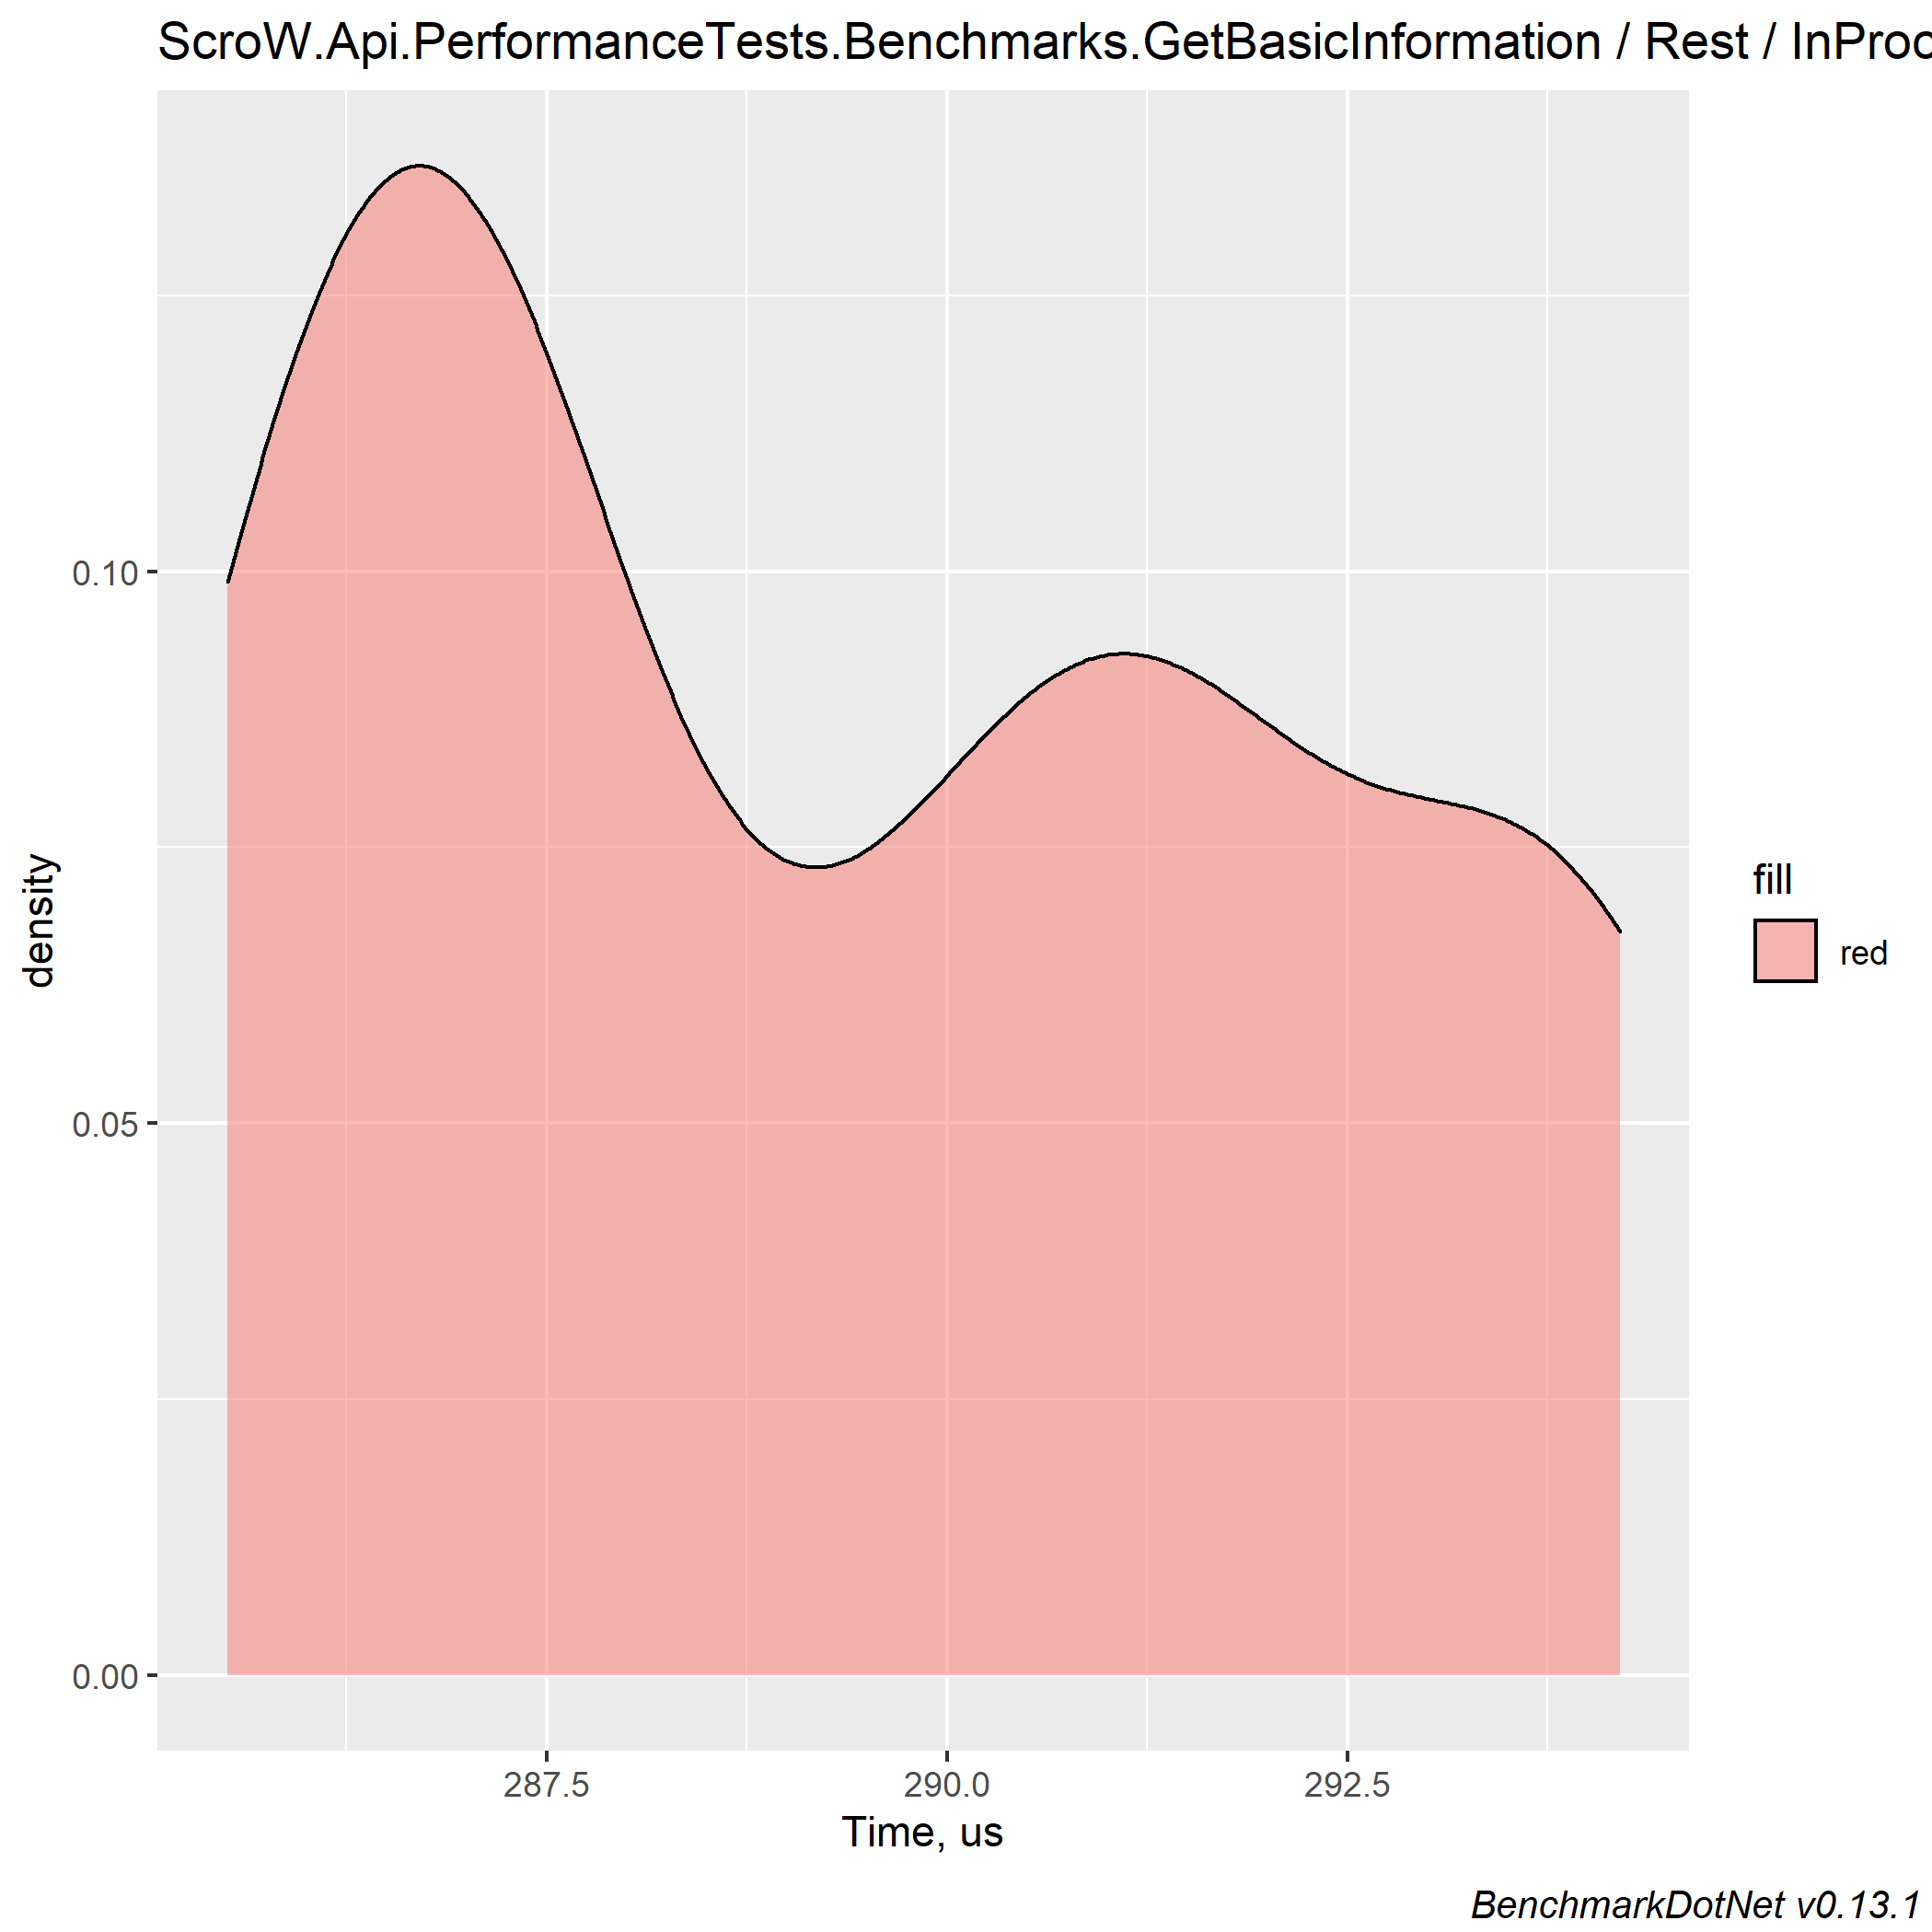 ScroW.Api.PerformanceTests.Benchmarks.GetBasicInformation / Rest / InProc
0.10
0.05
0.00
density
287.5 290.0 292.5
Time, us
fill
red
BenchmarkDotNet v0.13.1